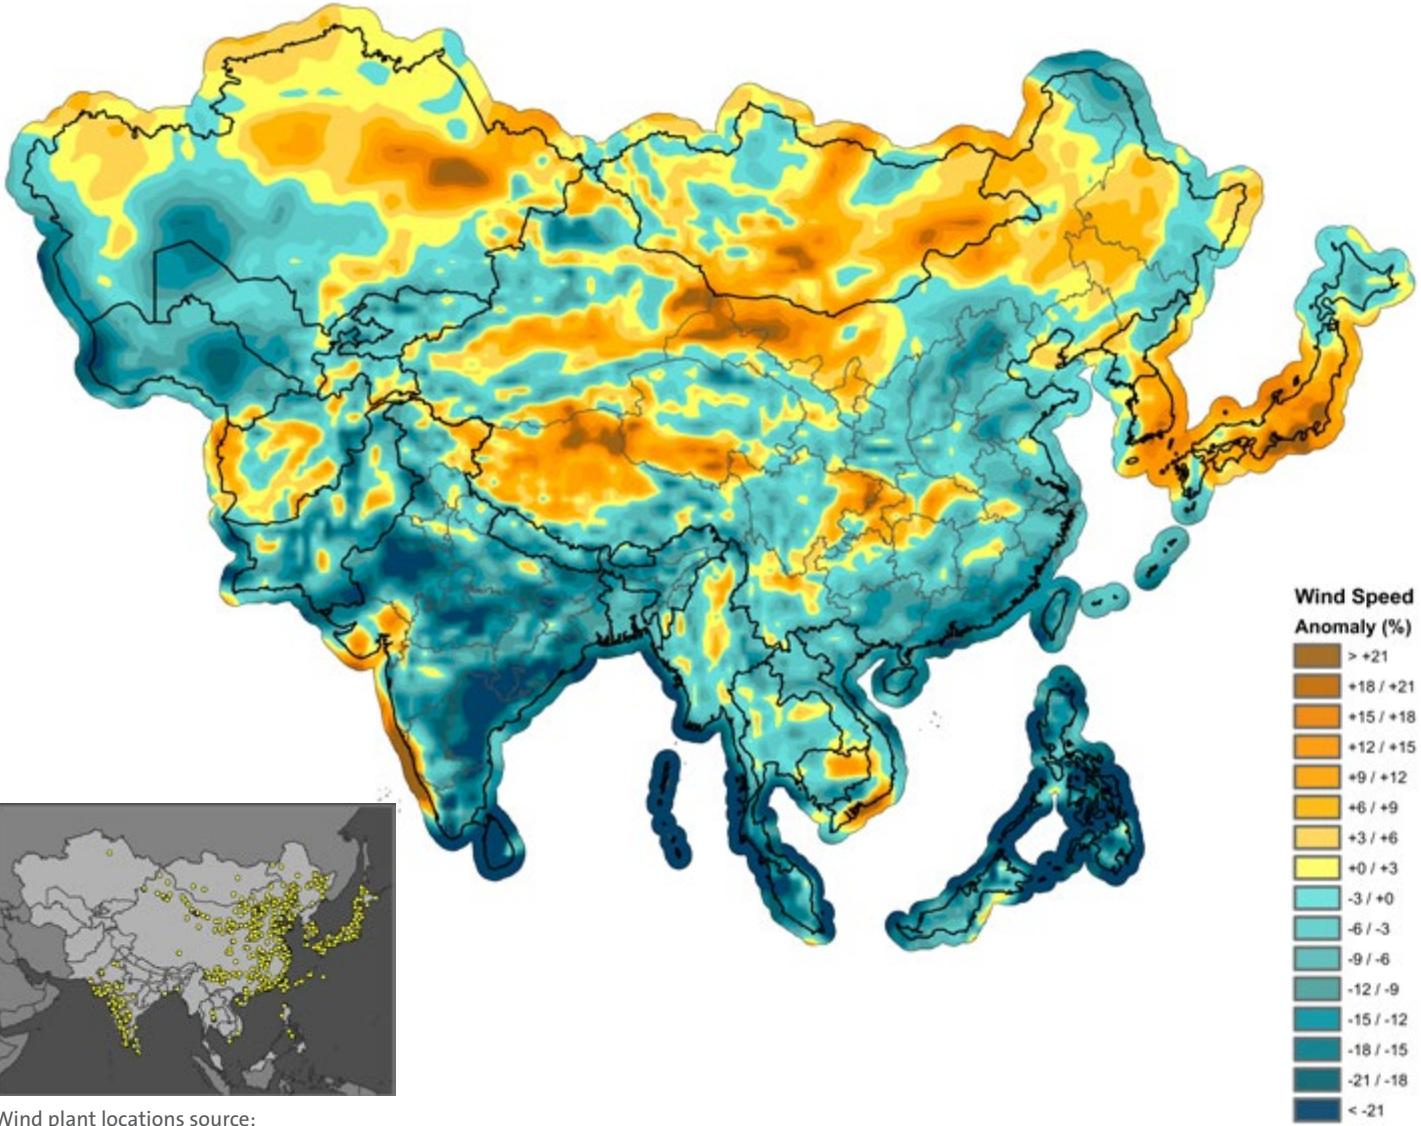 Wind Speed
Anomaly (%)
> +21
+18 / +21
+15 / +18
+12 / +15
+9 / +12
+6 / +9
+3 / +6
+0 / +3
-3 / +0
-6 / -3
-9 / -6
-12 / -9
-15 / -12
-18 / -15
-21 / -18
< -21
Wind plant locations source: